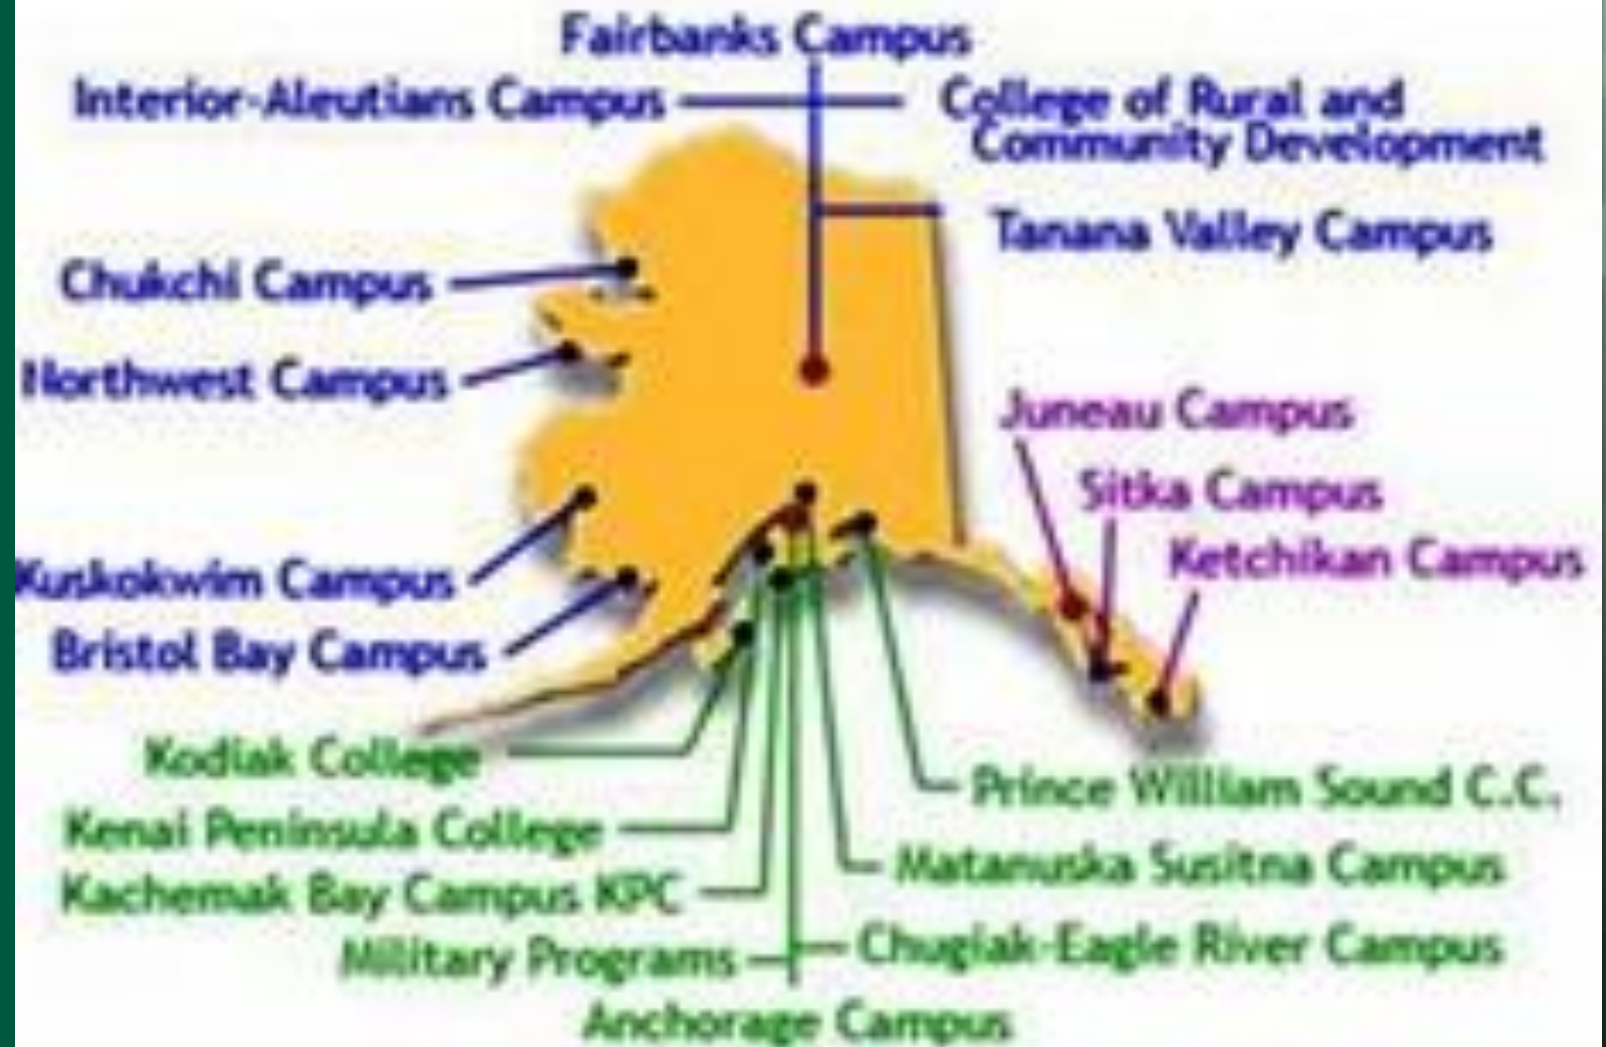 Fairbanks Campus
Interior-Aleutians Campus
College of Rural and
Community Development
Tanana Valley Campus
Chukchi Campus
Northwest Campus
Juneau Campus
Sitka Campus
Ketchikan Campus
Kuskokwim Campus
Bristol Bay Campus
Kodiak College
Prince William Sound C.C.
Kenai Peninsula College
Matanuska Susitna Campus
Kachemak Bay Campus KPC
Chugiak-Eagle River Campus
Military Programs
Anchorage Campus